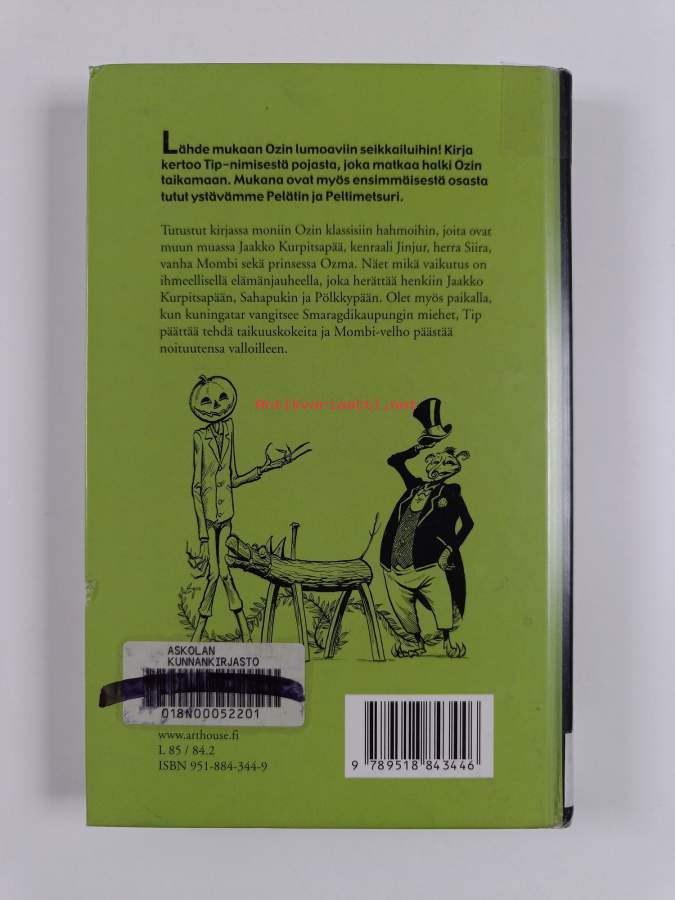 Lähde mukaan Ozin lumoaviin seikkailuihin! Kirja
kertoo Tip-nimisestä pojasta, joka matkaa halki Ozin
taikamaan. Mukana ovat myös ensimmäisestä osasta
tutut ystävämme Pelätin ja Peltimetsuri.
Tutustut kirjassa moniin Ozin klassisiin hahmoihin, joita ovat
muun muassa Jaakko Kurpitsapää, kenraali Jinjur, herra Siira,
vanha Mombi sekä prinsessa Ozma. Näet mikä vaikutus on
ihmeellisellä elämänjauheella, joka herättää henkiin Jaakko
Kurpitsapään, Sahapukin ja Pölkkypään. Olet myös paikalla,
kun kuningatar vangitsee Smaragdikaupungin miehet, Tip
päättää tehdä taikuuskokeita ja Mombi-velho päästää
noituutensa valloilleen.
Antikvariaatti.net
ASKOLAN
KUNNANKIRJASTO
018N00052201
www.arthouse.fi
L 85 / 84.2
ISBN 951-884-344-9
9 789518 843446